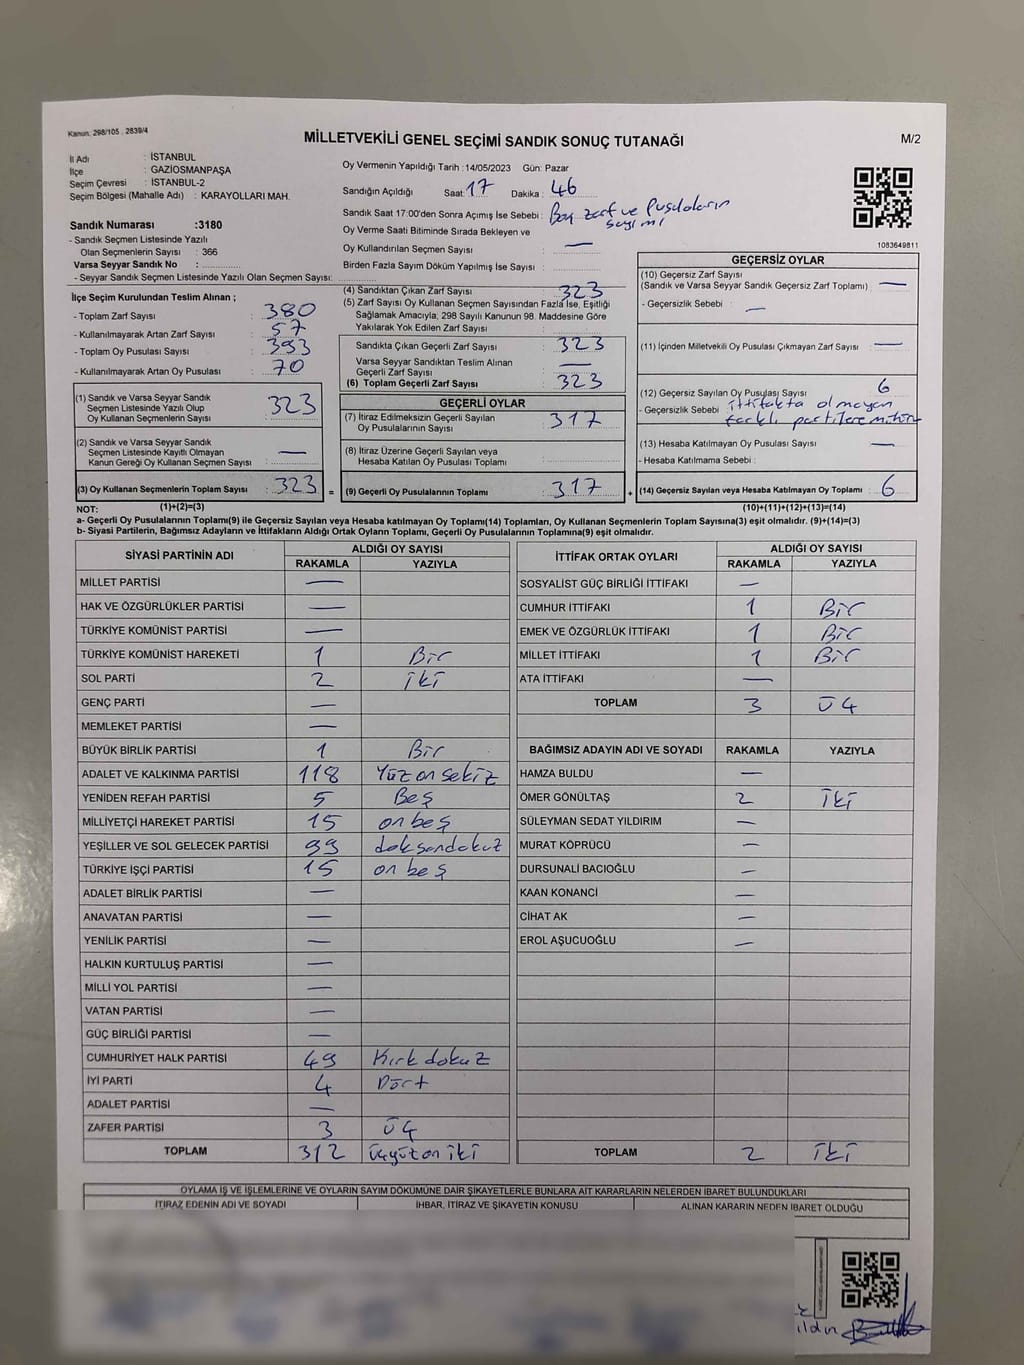 Kanun, 298/105 , 2839/4
MİLLETVEKİLİ GENEL SEÇİMİ SANDIK SONUÇ TUTANAĞI
M/2
İl Adı : İSTANBUL
İlçe : GAZİOSMANPAŞA
Seçim Çevresi : İSTANBUL-2
Seçim Bölgesi (Mahalle Adı) : KARAYOLLARI MAH.
Sandık Numarası :3180
- Sandık Seçmen Listesinde Yazılı
Olan Seçmenlerin Sayısı : 366
Varsa Seyyar Sandık No :
- Seyyar Sandık Seçmen Listesinde Yazılı Olan Seçmen Sayısı:
Oy Vermenin Yapıldığı Tarih :14/05/2023 Gün: Pazar
Sandığın Açıldığı Saat: 17 Dakika : 46
Sandık Saat 17:00'den Sonra Açımış İse Sebebi : Boş zarf ve Pusulaların
sayımı
Oy Verme Saati Bitiminde Sırada Bekleyen ve
Oy Kullandırılan Seçmen Sayısı : —
Birden Fazla Sayım Döküm Yapılmış İse Sayısı :
1083649811
İlçe Seçim Kurulundan Teslim Alınan ;
- Toplam Zarf Sayısı : 380
- Kullanılmayarak Artan Zarf Sayısı : 57
- Toplam Oy Pusulası Sayısı : 393
- Kullanılmayarak Artan Oy Pusulası : 70
(1) Sandık ve Varsa Seyyar Sandık
Seçmen Listesinde Yazılı Olup
Oy Kullanan Seçmenlerin Sayısı : 323
(2) Sandık ve Varsa Seyyar Sandık
Seçmen Listesinde Kayıtlı Olmayan
Kanun Gereği Oy Kullanan Seçmen Sayısı : —
(3) Oy Kullanan Seçmenlerin Toplam Sayısı : 323
(1)+(2)=(3)
(4) Sandıktan Çıkan Zarf Sayısı : 323
(5) Zarf Sayısı Oy Kullanan Seçmen Sayısından Fazla İse, Eşitliği
Sağlamak Amacıyla; 298 Sayılı Kanunun 98. Maddesine Göre
Yakılarak Yok Edilen Zarf Sayısı :
Sandıkta Çıkan Geçerli Zarf Sayısı : 323
Varsa Seyyar Sandıktan Teslim Alınan
Geçerli Zarf Sayısı : —
(6) Toplam Geçerli Zarf Sayısı : 323
GEÇERLİ OYLAR
(7) İtiraz Edilmeksizin Geçerli Sayılan
Oy Pusulalarının Sayısı : 317
(8) İtiraz Üzerine Geçerli Sayılan veya
Hesaba Katılan Oy Pusulası Toplamı :
= (9) Geçerli Oy Pusulalarının Toplamı : 317
GEÇERSİZ OYLAR
(10) Geçersiz Zarf Sayısı
(Sandık ve Varsa Seyyar Sandık Geçersiz Zarf Toplamı) : —
- Geçersizlik Sebebi : —
(11) İçinden Milletvekili Oy Pusulası Çıkmayan Zarf Sayısı : —
(12) Geçersiz Sayılan Oy Pusulası Sayısı : 6
- Geçersizlik Sebebi : ittifakta olmayan
farklı partilere mühür
(13) Hesaba Katılmayan Oy Pusulası Sayısı : —
- Hesaba Katılmama Sebebi :
+ (14) Geçersiz Sayılan veya Hesaba Katılmayan Oy Toplamı : 6
(10)+(11)+(12)+(13)=(14)
NOT:
a- Geçerli Oy Pusulalarının Toplamı(9) ile Geçersiz Sayılan veya Hesaba katılmayan Oy Toplamı(14) Toplamları, Oy Kullanan Seçmenlerin Toplam Sayısına(3) eşit olmalıdır. (9)+(14)=(3)
b- Siyasi Partilerin, Bağımsız Adayların ve İttifakların Aldığı Ortak Oyların Toplamı, Geçerli Oy Pusulalarının Toplamına(9) eşit olmalıdır.
SİYASİ PARTİNİN ADI ALDIĞI OY SAYISI
RAKAMLA YAZIYLA
MİLLET PARTİSİ —
HAK VE ÖZGÜRLÜKLER PARTİSİ —
TÜRKİYE KOMÜNİST PARTİSİ —
TÜRKİYE KOMÜNİST HAREKETİ 1 Bir
SOL PARTİ 2 iki
GENÇ PARTİ —
MEMLEKET PARTİSİ —
BÜYÜK BİRLİK PARTİSİ 1 Bir
ADALET VE KALKINMA PARTİSİ 118 Yüz on sekiz
YENİDEN REFAH PARTİSİ 5 Beş
MİLLİYETÇİ HAREKET PARTİSİ 15 on beş
YEŞİLLER VE SOL GELECEK PARTİSİ 99 doksandokuz
TÜRKİYE İŞÇİ PARTİSİ 15 on beş
ADALET BİRLİK PARTİSİ —
ANAVATAN PARTİSİ —
YENİLİK PARTİSİ —
HALKIN KURTULUŞ PARTİSİ —
MİLLİ YOL PARTİSİ —
VATAN PARTİSİ —
GÜÇ BİRLİĞİ PARTİSİ —
CUMHURİYET HALK PARTİSİ 49 Kırk dokuz
İYİ PARTİ 4 Dört
ADALET PARTİSİ —
ZAFER PARTİSİ 3 Üç
TOPLAM 312 Üçyüz on iki
İTTİFAK ORTAK OYLARI ALDIĞI OY SAYISI
RAKAMLA YAZIYLA
SOSYALİST GÜÇ BİRLİĞİ İTTİFAKI —
CUMHUR İTTİFAKI 1 Bir
EMEK VE ÖZGÜRLÜK İTTİFAKI 1 Bir
MİLLET İTTİFAKI 1 Bir
ATA İTTİFAKI —
TOPLAM 3 Üç
BAĞIMSIZ ADAYIN ADI VE SOYADI RAKAMLA YAZIYLA
HAMZA BULDU —
ÖMER GÖNÜLTAŞ 2 İki
SÜLEYMAN SEDAT YILDIRIM —
MURAT KÖPRÜCÜ —
DURSUNALİ BACIOĞLU —
KAAN KONANCİ —
CİHAT AK —
EROL AŞUCUOĞLU —
TOPLAM 2 İki
OYLAMA İŞ VE İŞLEMLERİNE VE OYLARIN SAYIM DÖKÜMÜNE DAİR ŞİKAYETLERLE BUNLARA AİT KARARLARIN NELERDEN İBARET BULUNDUKLARI
İTİRAZ EDENİN ADI VE SOYADI İHBAR, İTİRAZ VE ŞİKAYETİN KONUSU ALINAN KARARIN NEDEN İBARET OLDUĞU